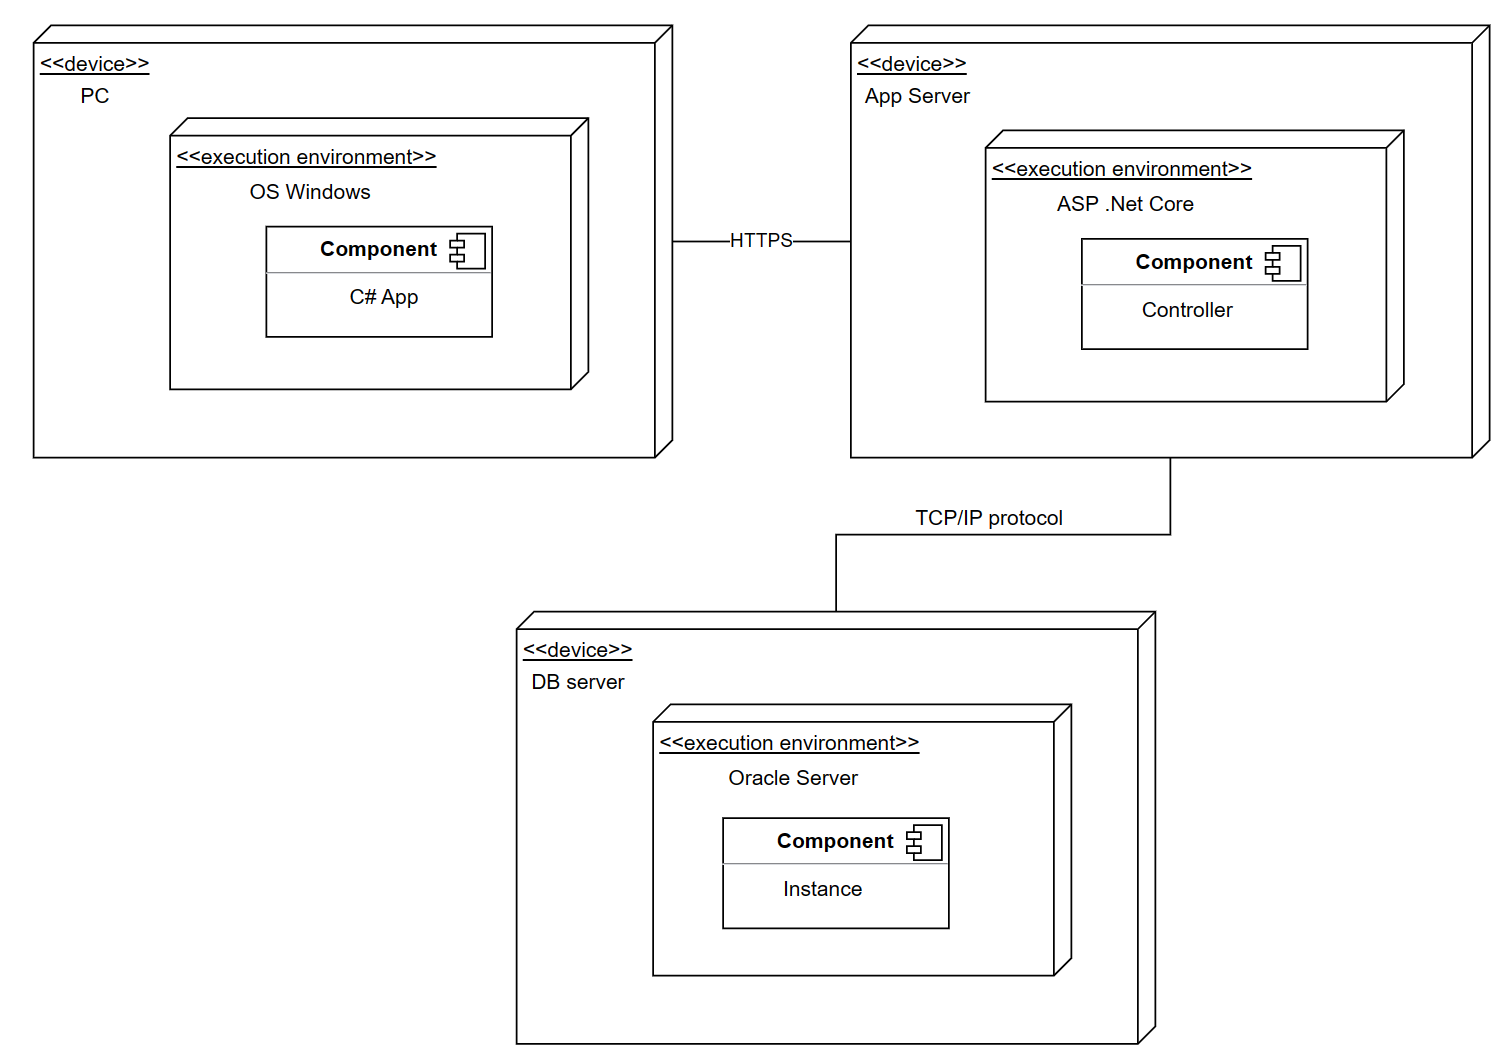 <<device>>
PC
<<execution environment>>
OS Windows
Component
C# App
HTTPS
<<device>>
App Server
<<execution environment>>
ASP .Net Core
Component
Controller
TCP/IP protocol
<<device>>
DB server
<<execution environment>>
Oracle Server
Component
Instance